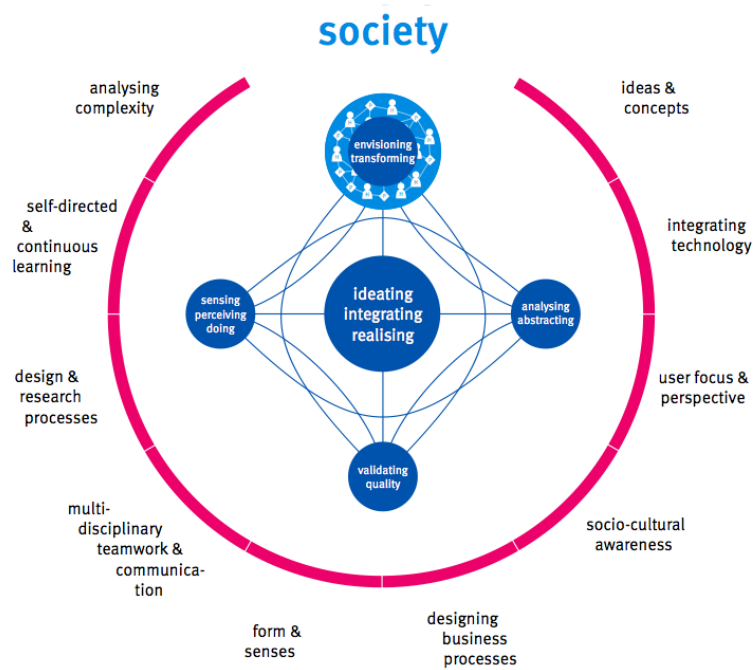 society
analysing
complexity
ideas &
concepts
envisioning
transforming
self-directed
&
continuous
learning
integrating
technology
sensing
perceiving
doing
ideating
integrating
realising
analysing
abstracting
design &
research
processes
user focus &
perspective
validating
quality
multi-
disciplinary
teamwork &
communica-
tion
socio-cultural
awareness
form &
senses
designing
business
processes